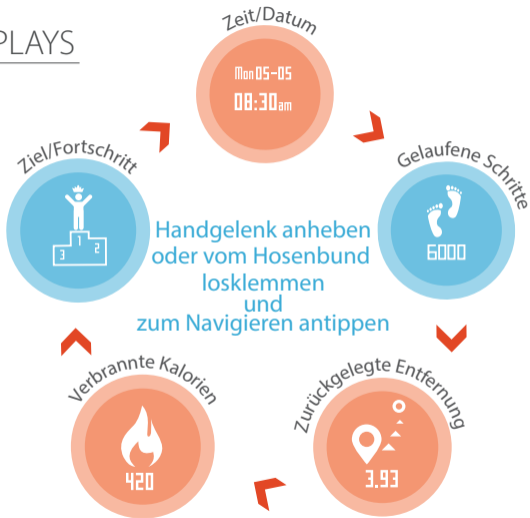 PLAYS
Zeit/Datum
Mon 05-05
08:30am
Gelaufene Schritte
6000
Zurückgelegte Entfernung
3.93
Verbrannte Kalorien
420
Ziel/Fortschritt
1
2
3
Handgelenk anheben
oder vom Hosenbund
losklemmen
und
zum Navigieren antippen